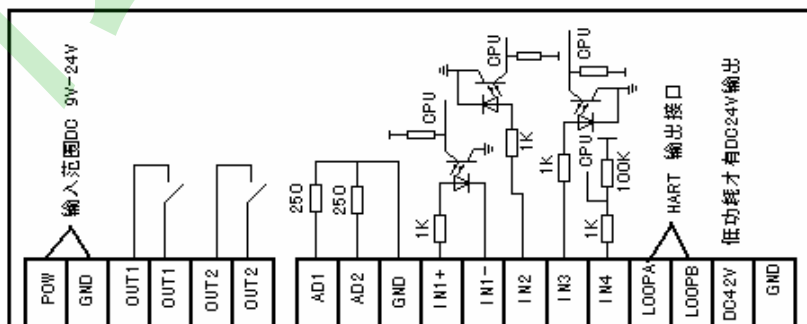 输入范围DC 9V-24V
250
250
CPU
1K
CPU
1K
CPU
1K
CPU
100K
1K
HART 输出接口
低功耗才有DC24V输出
POW
GND
OUT1
OUT1
OUT2
OUT2
AD1
AD2
GND
IN1+
IN1-
IN2
IN3
IN4
LOOPA
LOOPB
DC42V
GND